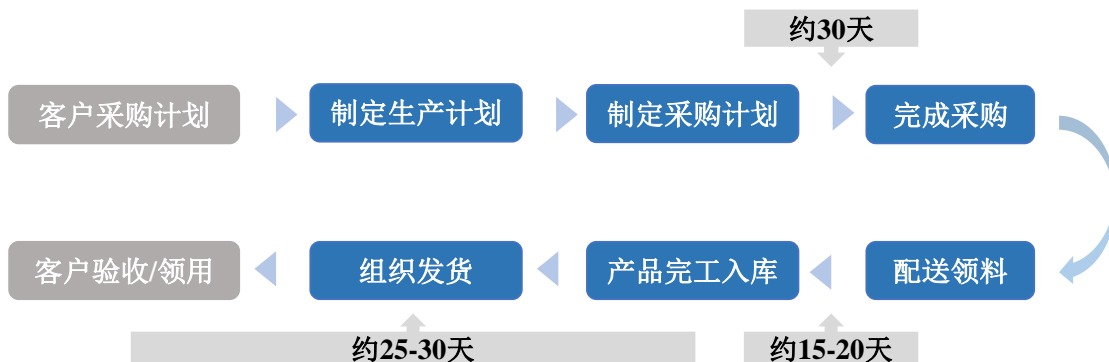 约30天
客户采购计划
制定生产计划
制定采购计划
完成采购
客户验收/领用
组织发货
产品完工入库
配送领料
约25-30天
约15-20天